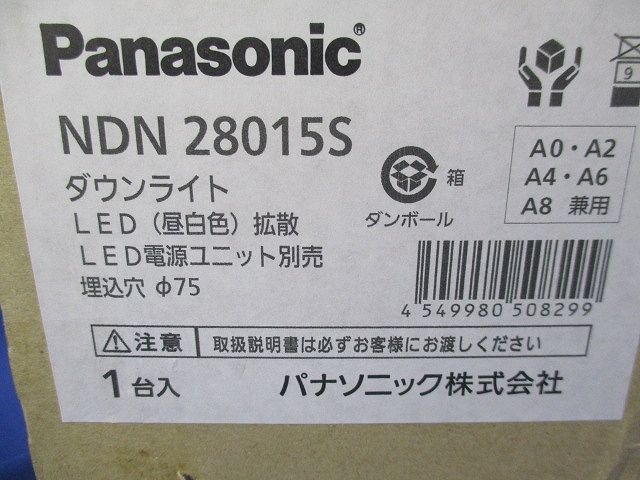 Panasonic®
NDN 28015S
ダウンライト
LED（昼白色）拡散
LED電源ユニット別売
埋込穴 φ75
箱
ダンボール
9
A0・A2
A4・A6
A8 兼用
4 549980 508299
注意
取扱説明書は必ずお客様にお渡しください
1台入
パナソニック株式会社